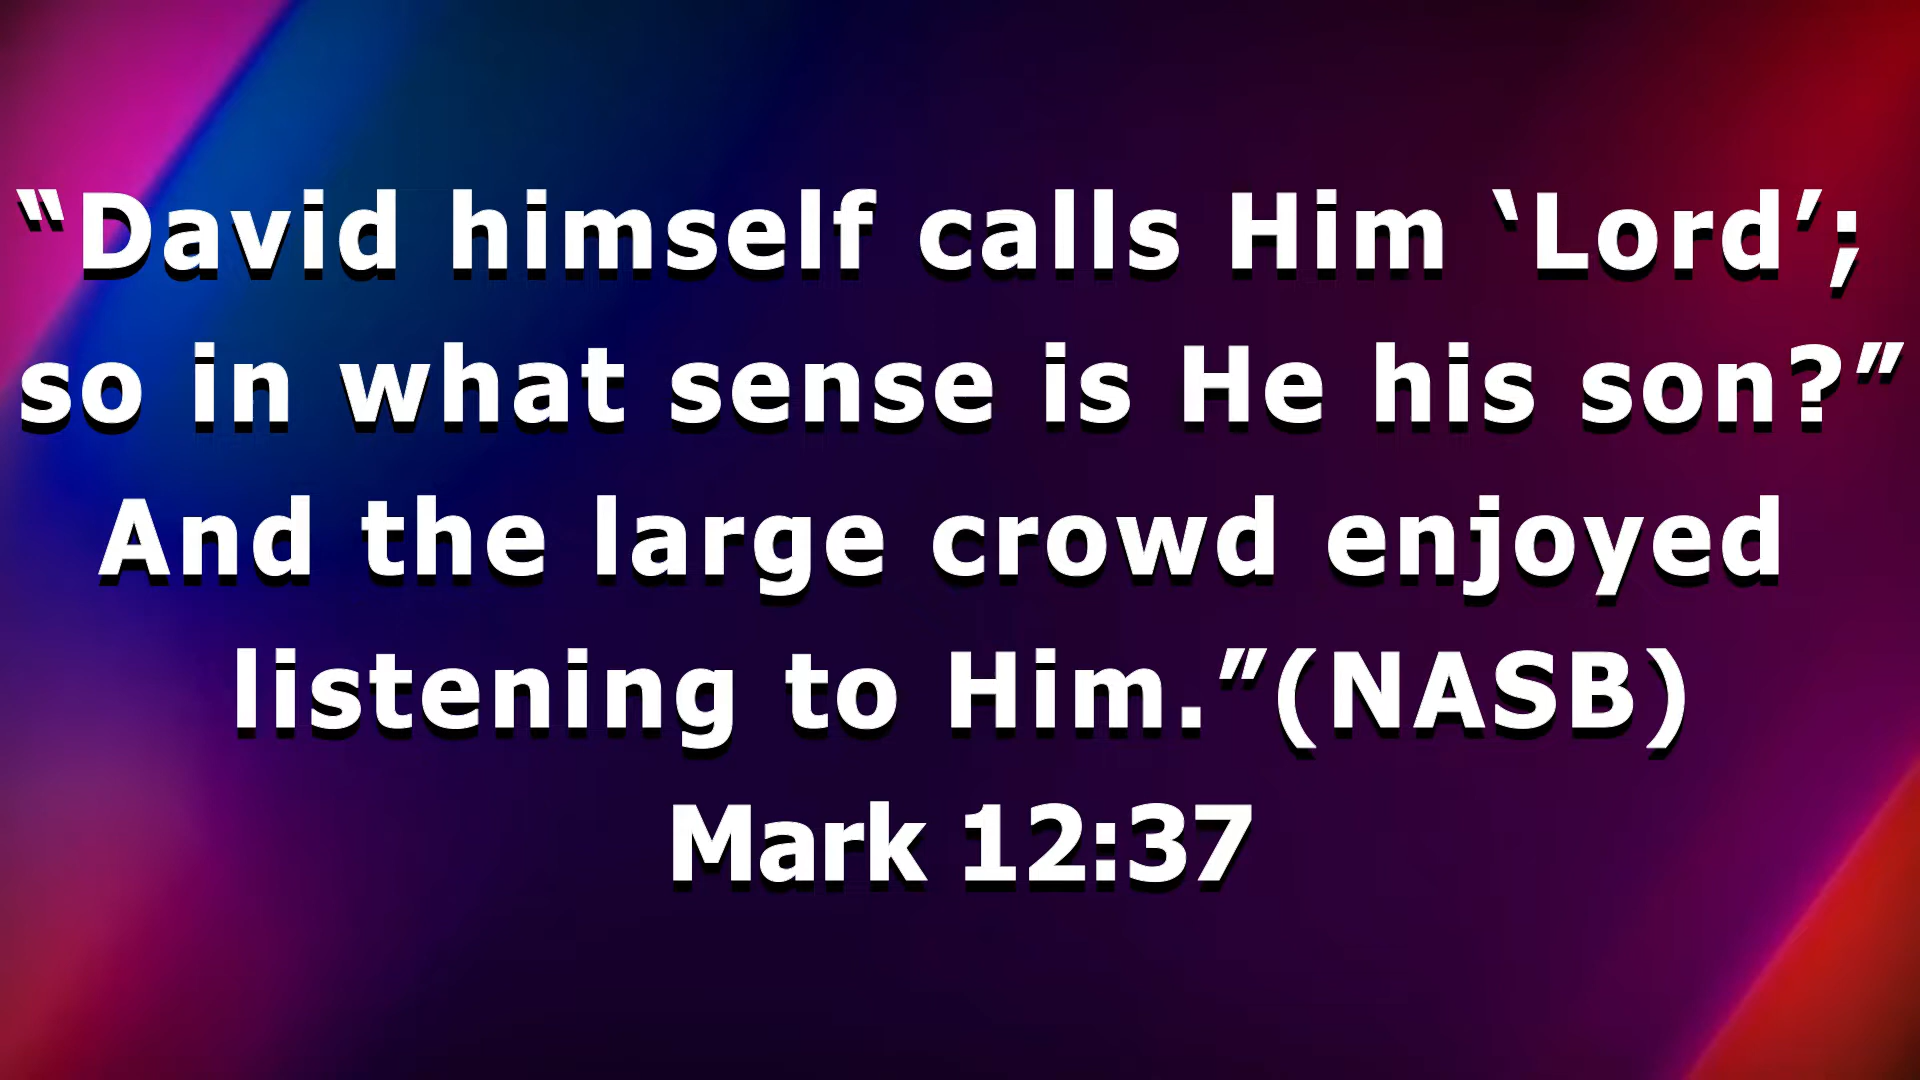 “David himself calls Him ‘Lord’;
so in what sense is He his son?”
And the large crowd enjoyed
listening to Him.”(NASB)
Mark 12:37